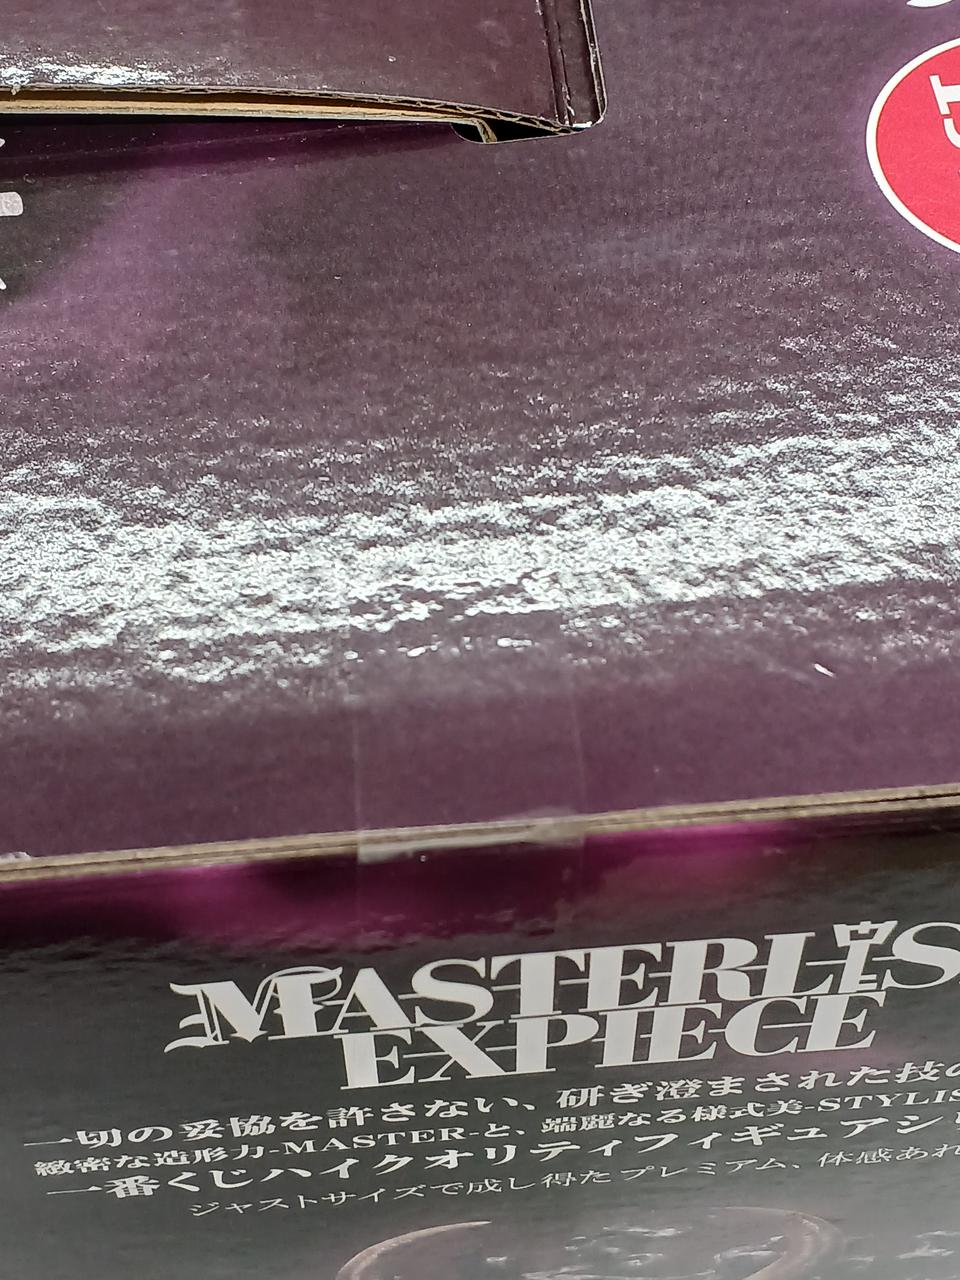 MASTERLIS
EXPIECE
一切の妥協を許さない、研ぎ澄まされた技の
緻密な造形力-MASTER-と、端麗なる様式美-STYLIS
一番くじハイクオリティフィギュアシリ
ジャストサイズで成し得たプレミアム、体感あれ